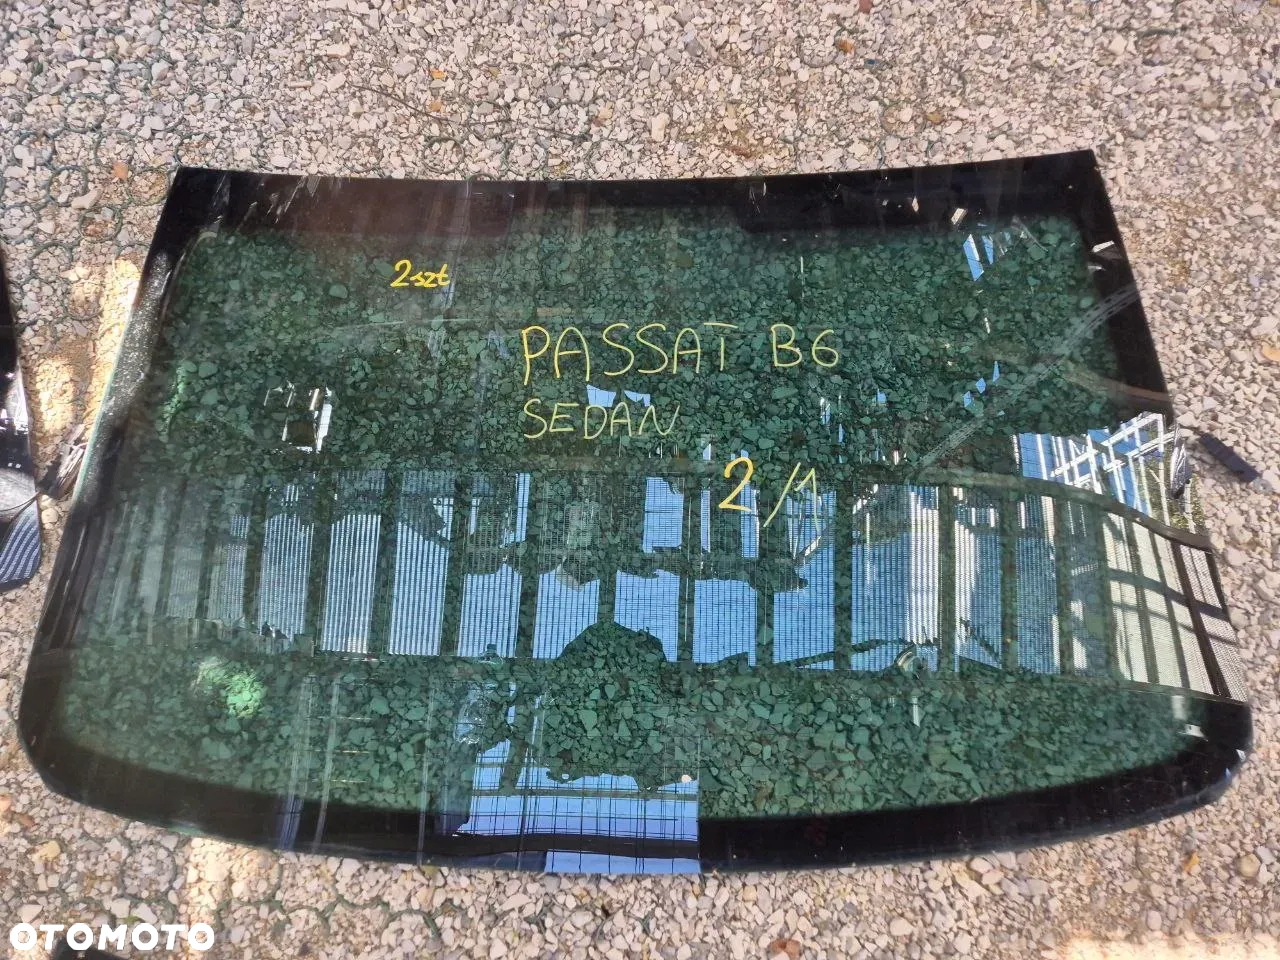 2szt
PASSAT B6
SEDAN
2/1
OTOMOTO